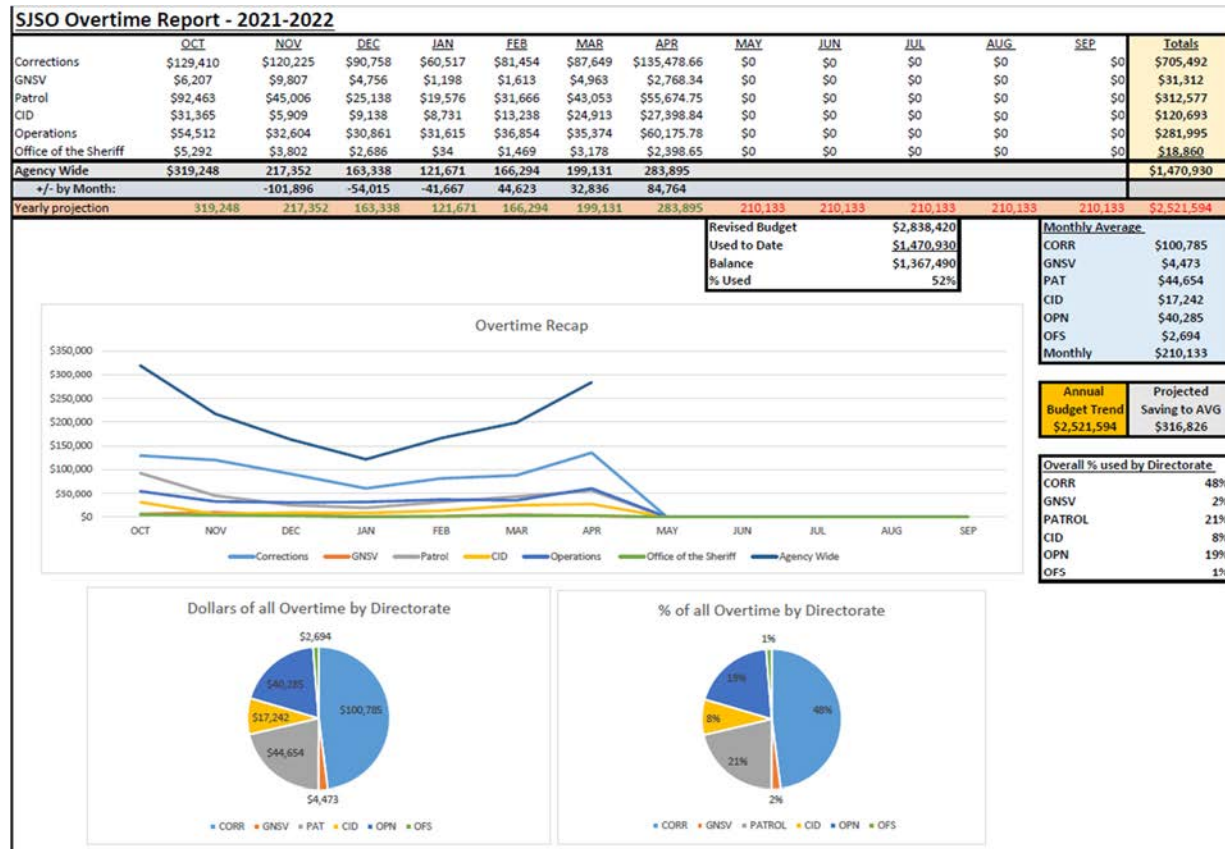 SJSO Overtime Report - 2021-2022
OCT NOV DEC JAN FEB MAR APR MAY JUN JUL AUG SEP Totals
Corrections $129,410 $120,225 $90,758 $60,517 $81,454 $87,649 $135,478.66 $0 $0 $0 $0 $0 $705,492
GNSV $6,207 $9,807 $4,756 $1,198 $1,613 $4,963 $2,768.34 $0 $0 $0 $0 $0 $31,312
Patrol $92,463 $45,006 $25,138 $19,576 $31,666 $43,053 $55,674.75 $0 $0 $0 $0 $0 $312,577
CID $31,365 $5,909 $9,138 $8,731 $13,238 $24,913 $27,398.84 $0 $0 $0 $0 $0 $120,693
Operations $54,512 $32,604 $30,861 $31,615 $36,854 $35,374 $60,175.78 $0 $0 $0 $0 $0 $281,995
Office of the Sheriff $5,292 $3,802 $2,686 $34 $1,469 $3,178 $2,398.65 $0 $0 $0 $0 $0 $18,860
Agency Wide $319,248 217,352 163,338 121,671 166,294 199,131 283,895 $1,470,930
+/- by Month: -101,896 -54,015 -41,667 44,623 32,836 84,764
Yearly projection 319,248 217,352 163,338 121,671 166,294 199,131 283,895 210,133 210,133 210,133 210,133 210,133 $2,521,594
Revised Budget $2,838,420
Used to Date $1,470,930
Balance $1,367,490
% Used 52%
Monthly Average
CORR $100,785
GNSV $4,473
PAT $44,654
CID $17,242
OPN $40,285
OFS $2,694
Monthly $210,133
Annual Budget Trend $2,521,594
Projected Saving to AVG $316,826
Overall % used by Directorate
CORR 48%
GNSV 2%
PATROL 21%
CID 8%
OPN 19%
OFS 1%
Overtime Recap
$350,000
$300,000
$250,000
$200,000
$150,000
$100,000
$50,000
$0
OCT NOV DEC JAN FEB MAR APR MAY JUN JUL AUG SEP
Corrections GNSV Patrol CID Operations Office of the Sheriff Agency Wide
Dollars of all Overtime by Directorate
$2,694
$40,285
$17,242
$100,785
$44,654
$4,473
CORR GNSV PAT CID OPN OFS
% of all Overtime by Directorate
1%
19%
8%
48%
21%
2%
CORR GNSV PATROL CID OPN OFS